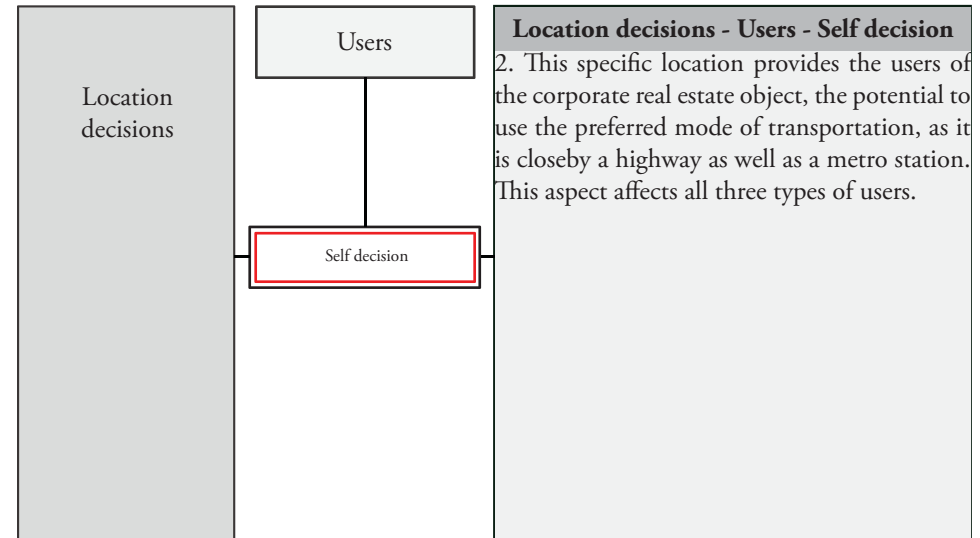 Location
decisions
Users
Self decision
Location decisions - Users - Self decision
2. This specific location provides the users of
the corporate real estate object, the potential to
use the preferred mode of transportation, as it
is closeby a highway as well as a metro station.
This aspect affects all three types of users.